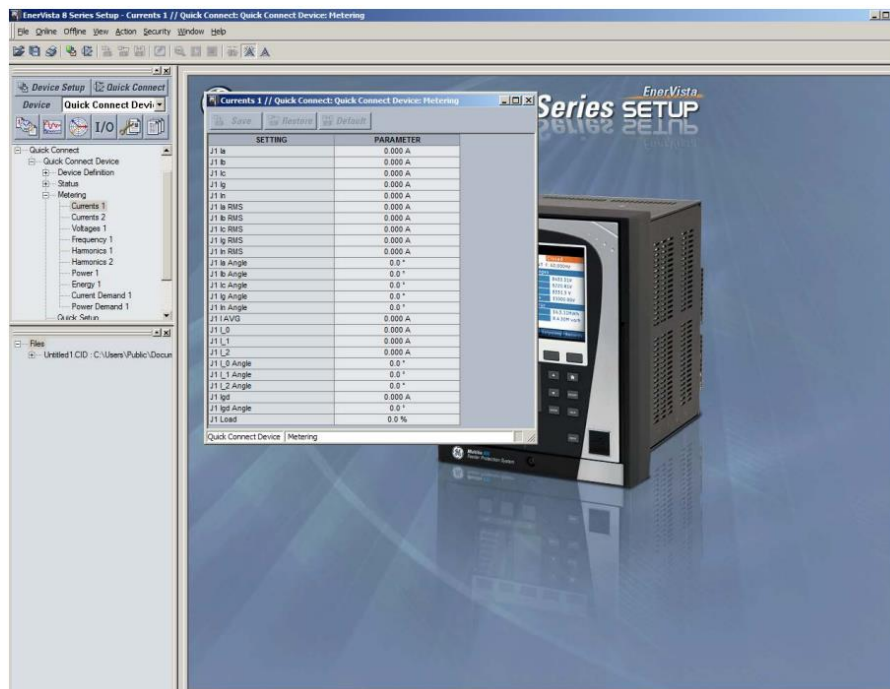 EnerVista 8 Series Setup - Currents 1 // Quick Connect: Quick Connect Device: Metering
File Online Offline View Action Security Window Help
Device Setup Quick Connect
Device Quick Connect Devi
I/O
Quick Connect
Quick Connect Device
Device Definition
Status
Metering
Currents 1
Currents 2
Voltages 1
Frequency 1
Harmonics 1
Harmonics 2
Power 1
Energy 1
Current Demand 1
Power Demand 1
Quick Setup
Files
Untitled1.CID : C:\Users\Public\Docum
EnerVista
Series SETUP
Currents 1 // Quick Connect: Quick Connect Device: Metering
Save Restore Default
SETTING PARAMETER
J1 Ia 0.000 A
J1 Ib 0.000 A
J1 Ic 0.000 A
J1 Ig 0.000 A
J1 In 0.000 A
J1 Ia RMS 0.000 A
J1 Ib RMS 0.000 A
J1 Ic RMS 0.000 A
J1 Ig RMS 0.000 A
J1 In RMS 0.000 A
J1 Ia Angle 0.0 °
J1 Ib Angle 0.0 °
J1 Ic Angle 0.0 °
J1 Ig Angle 0.0 °
J1 In Angle 0.0 °
J1 I AVG 0.000 A
J1 I_0 0.000 A
J1 I_1 0.000 A
J1 I_2 0.000 A
J1 I_0 Angle 0.0 °
J1 I_1 Angle 0.0 °
J1 I_2 Angle 0.0 °
J1 Igd 0.000 A
J1 Igd Angle 0.0 °
J1 Load 0.0 %
Quick Connect Device Metering